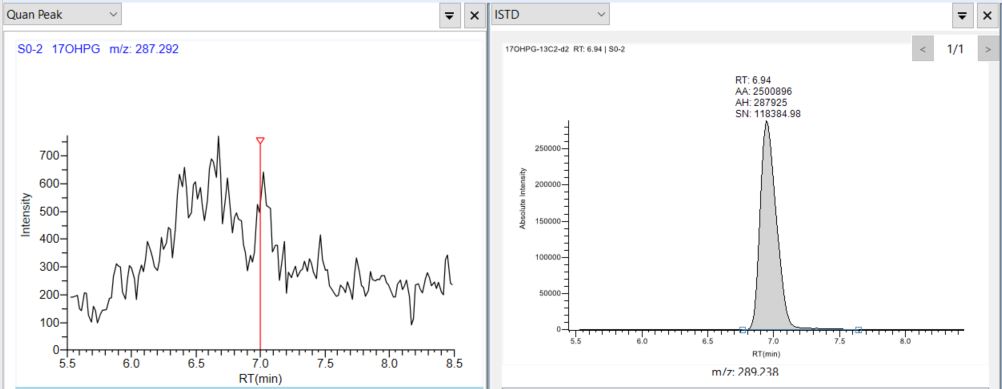 Quan Peak
S0-2 17OHPG m/z: 287.292
Intensity
700
600
500
400
300
200
100
0
5.5 6.0 6.5 7.0 7.5 8.0 8.5
RT(min)
ISTD
17OHPG-13C2-d2 RT: 6.94 | S0-2
< 1/1 >
RT: 6.94
AA: 2500896
AH: 287925
SN: 118384.98
Absolute Intensity
250000
200000
150000
100000
50000
0
5.5 6.0 6.5 7.0 7.5 8.0
RT(min)
m/z: 289.238